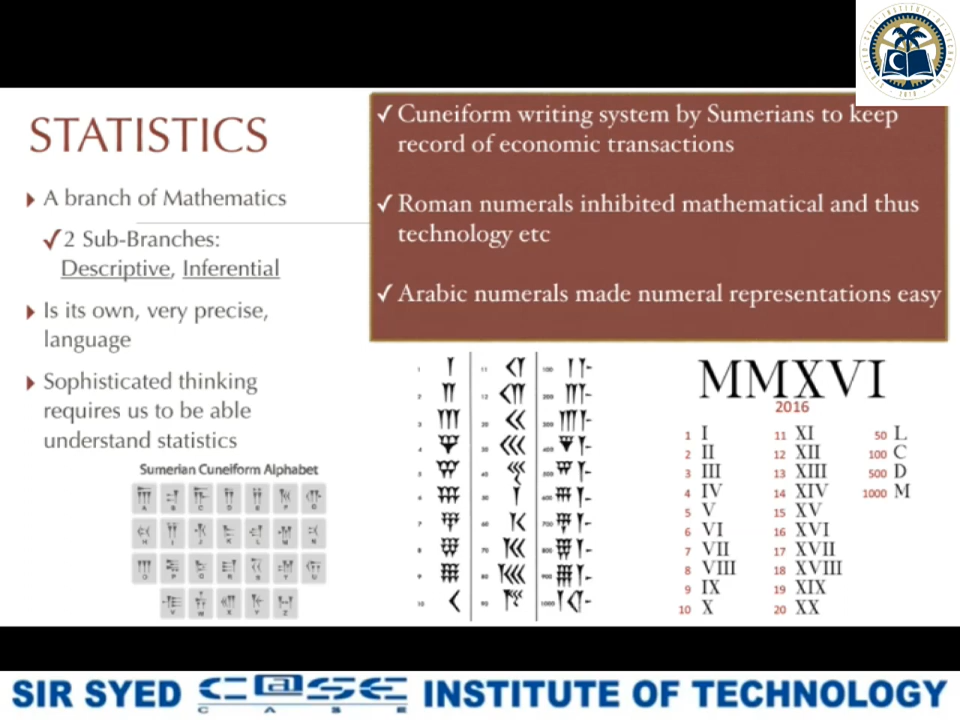 STATISTICS
A branch of Mathematics
2 Sub-Branches:
Descriptive, Inferential
Is its own, very precise,
language
Sophisticated thinking
requires us to be able
understand statistics
✓ Cuneiform writing system by Sumerians to keep
record of economic transactions
✓ Roman numerals inhibited mathematical and thus
technology etc
✓ Arabic numerals made numeral representations easy
Sumerian Cuneiform Alphabet
MMXVI
2016
1 I 11 XI 50 L
2 II 12 XII 100 C
3 III 13 XIII 500 D
4 IV 14 XIV 1000 M
5 V 15 XV
6 VI 16 XVI
7 VII 17 XVII
8 VIII 18 XVIII
9 IX 19 XIX
10 X 20 XX
SIR SYED CASE INSTITUTE OF TECHNOLOGY
C A S E